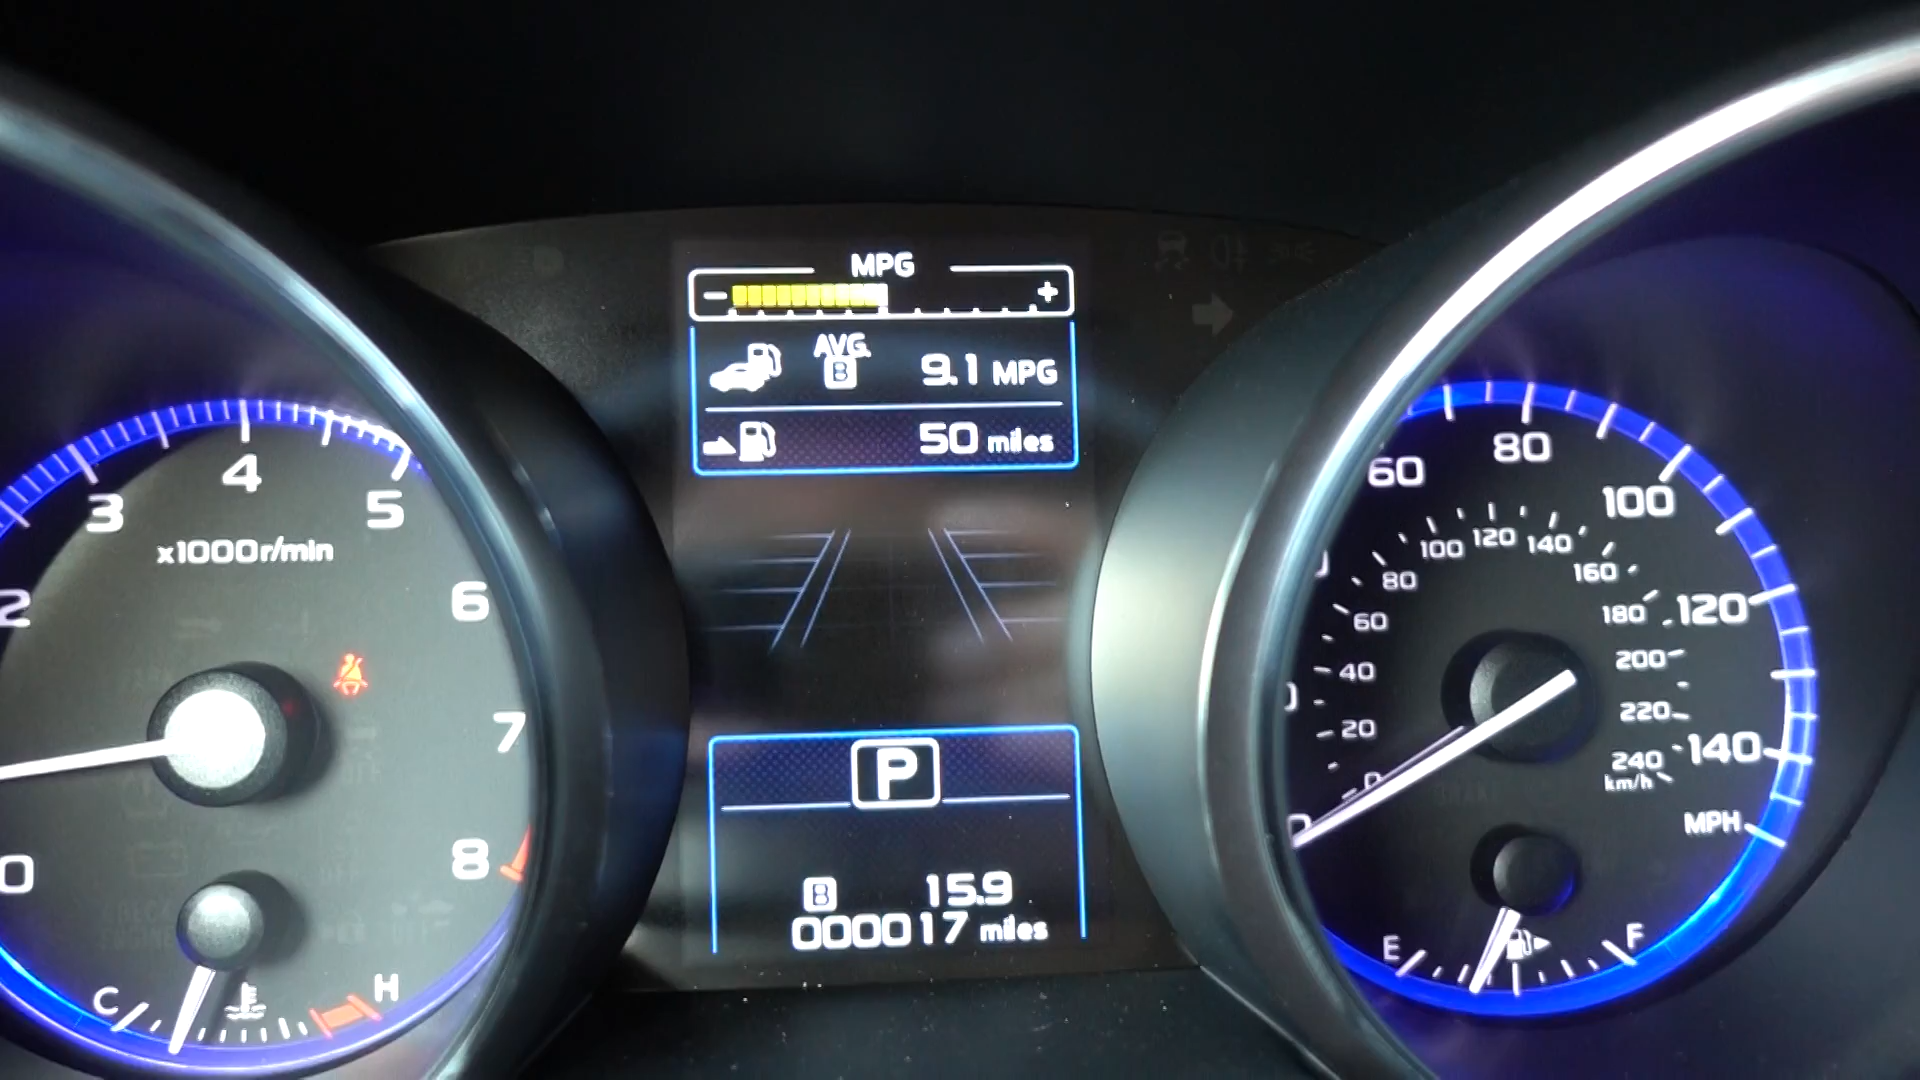 MPG
- +
AVG.
B 9.1 MPG
50 miles
P
B 15.9
000017 miles
0 2 3 4 5 6 7 8
x1000r/min
C H
60 80 100 120 140
MPH
0 20 40 60 80 100 120 140 160 180 200 220 240
km/h
E F